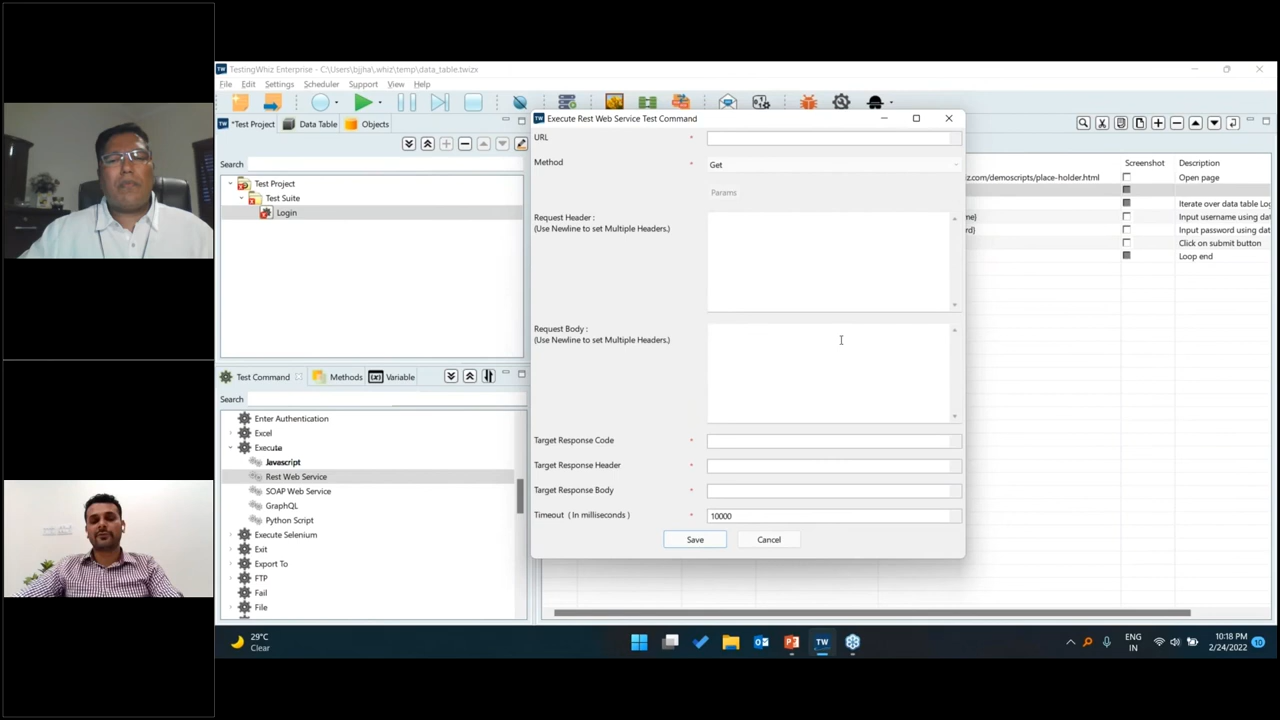 TestingWhiz Enterprise - C:\Users\bjjha\.whiz\temp\data_table.twizx
File Edit Settings Scheduler Support View Help
*Test Project Data Table Objects
Search
Test Project
Test Suite
Login
Test Command Methods Variable
Search
Enter Authentication
Excel
Execute
Javascript
Rest Web Service
SOAP Web Service
GraphQL
Python Script
Execute Selenium
Exit
Export To
FTP
Fail
File
Execute Rest Web Service Test Command
URL *
Method * Get
Params
Request Header :
(Use Newline to set Multiple Headers.)
Request Body :
(Use Newline to set Multiple Headers.)
Target Response Code *
Target Response Header *
Target Response Body *
Timeout ( In milliseconds ) * 10000
Save Cancel
Screenshot Description
z.com/demoscripts/place-holder.html Open page
Iterate over data table Log
me} Input username using dat
rd} Input password using dat
Click on submit button
Loop end
29°C
Clear
ENG
IN
10:18 PM
2/24/2022
10